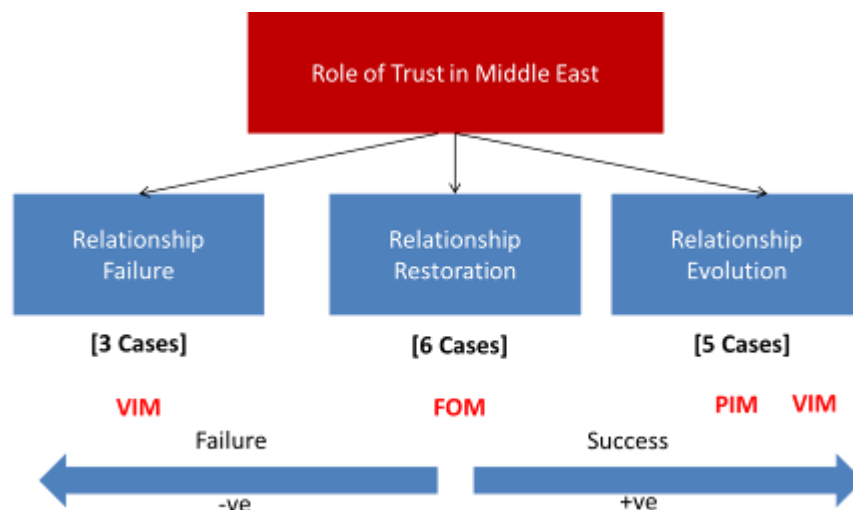 Role of Trust in Middle East
Relationship
Failure
Relationship
Restoration
Relationship
Evolution
[3 Cases]
[6 Cases]
[5 Cases]
VIM
FOM
PIM
VIM
Failure
Success
-ve
+ve